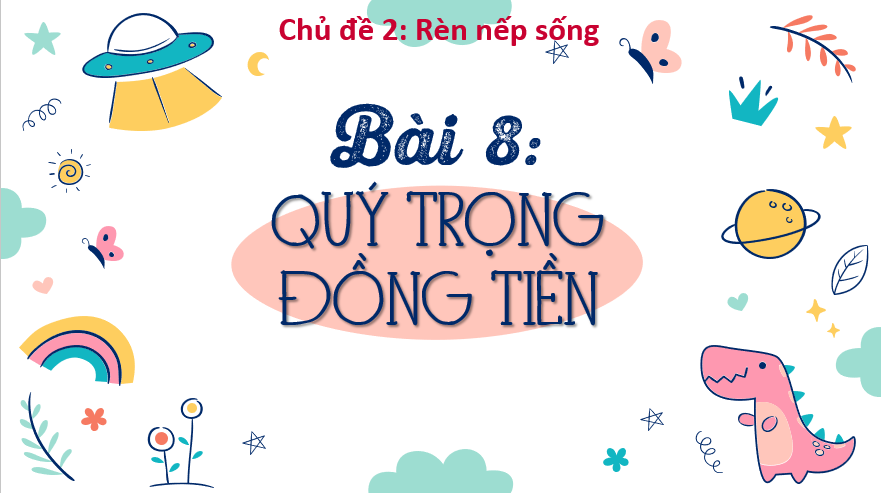 Chủ đề 2: Rèn nếp sống
Bài 8:
QUÝ TRỌNG
ĐỒNG TIỀN